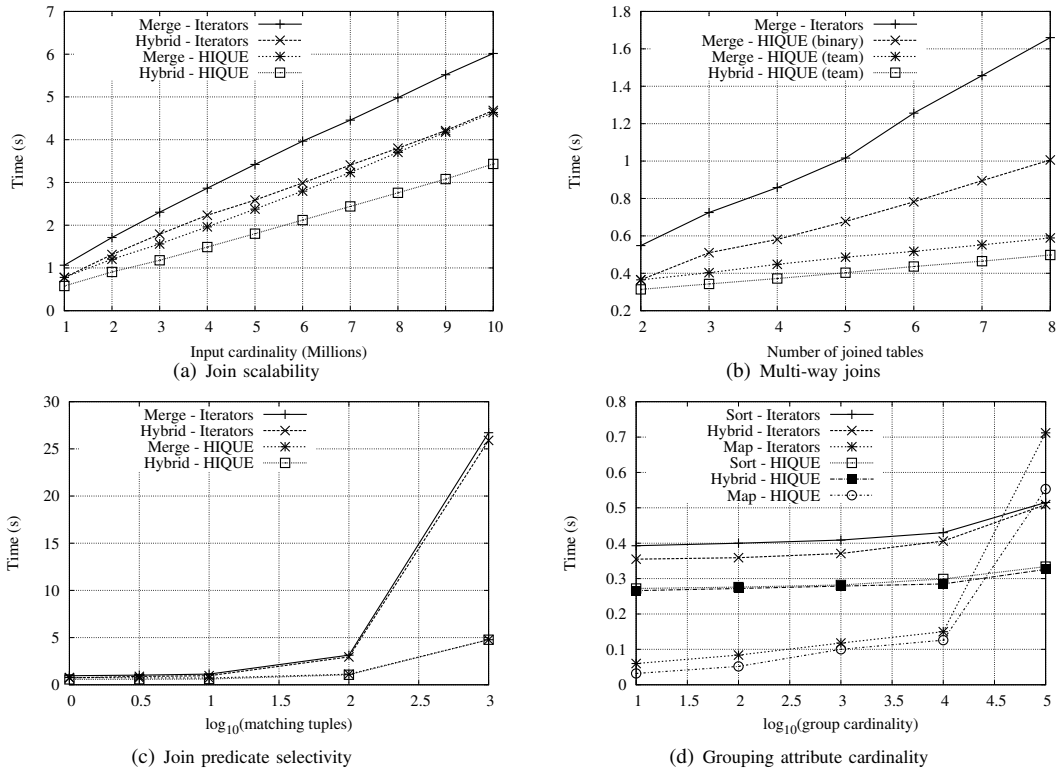 7
6
5
4
3
2
1
0
Time (s)
Merge - Iterators
Hybrid - Iterators
Merge - HIQUE
Hybrid - HIQUE
1 2 3 4 5 6 7 8 9 10
Input cardinality (Millions)
(a) Join scalability
1.8
1.6
1.4
1.2
1
0.8
0.6
0.4
0.2
Time (s)
Merge - Iterators
Merge - HIQUE (binary)
Merge - HIQUE (team)
Hybrid - HIQUE (team)
2 3 4 5 6 7 8
Number of joined tables
(b) Multi-way joins
30
25
20
15
10
5
0
Time (s)
Merge - Iterators
Hybrid - Iterators
Merge - HIQUE
Hybrid - HIQUE
0 0.5 1.0 1.5 2.0 2.5 3
log10(matching tuples)
(c) Join predicate selectivity
0.8
0.7
0.6
0.5
0.4
0.3
0.2
0.1
0
Time (s)
Sort - Iterators
Hybrid - Iterators
Map - Iterators
Sort - HIQUE
Hybrid - HIQUE
Map - HIQUE
1 1.5 2 2.5 3 3.5 4 4.5 5
log10(group cardinality)
(d) Grouping attribute cardinality